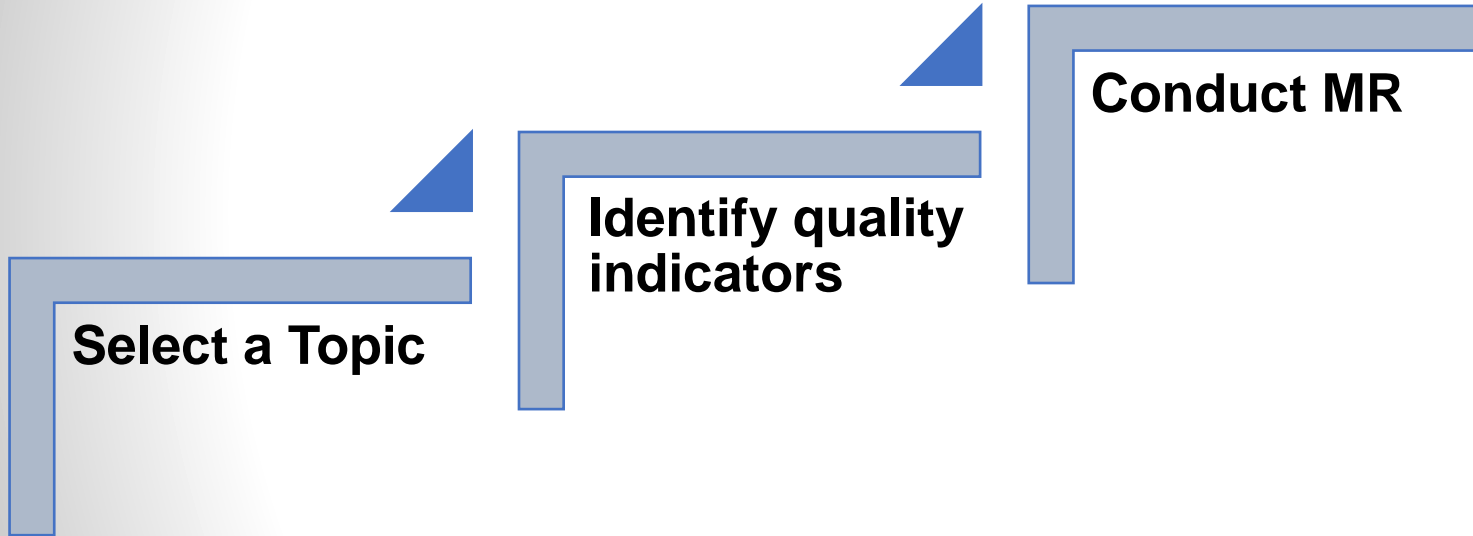 Select a Topic
Identify quality
indicators
Conduct MR